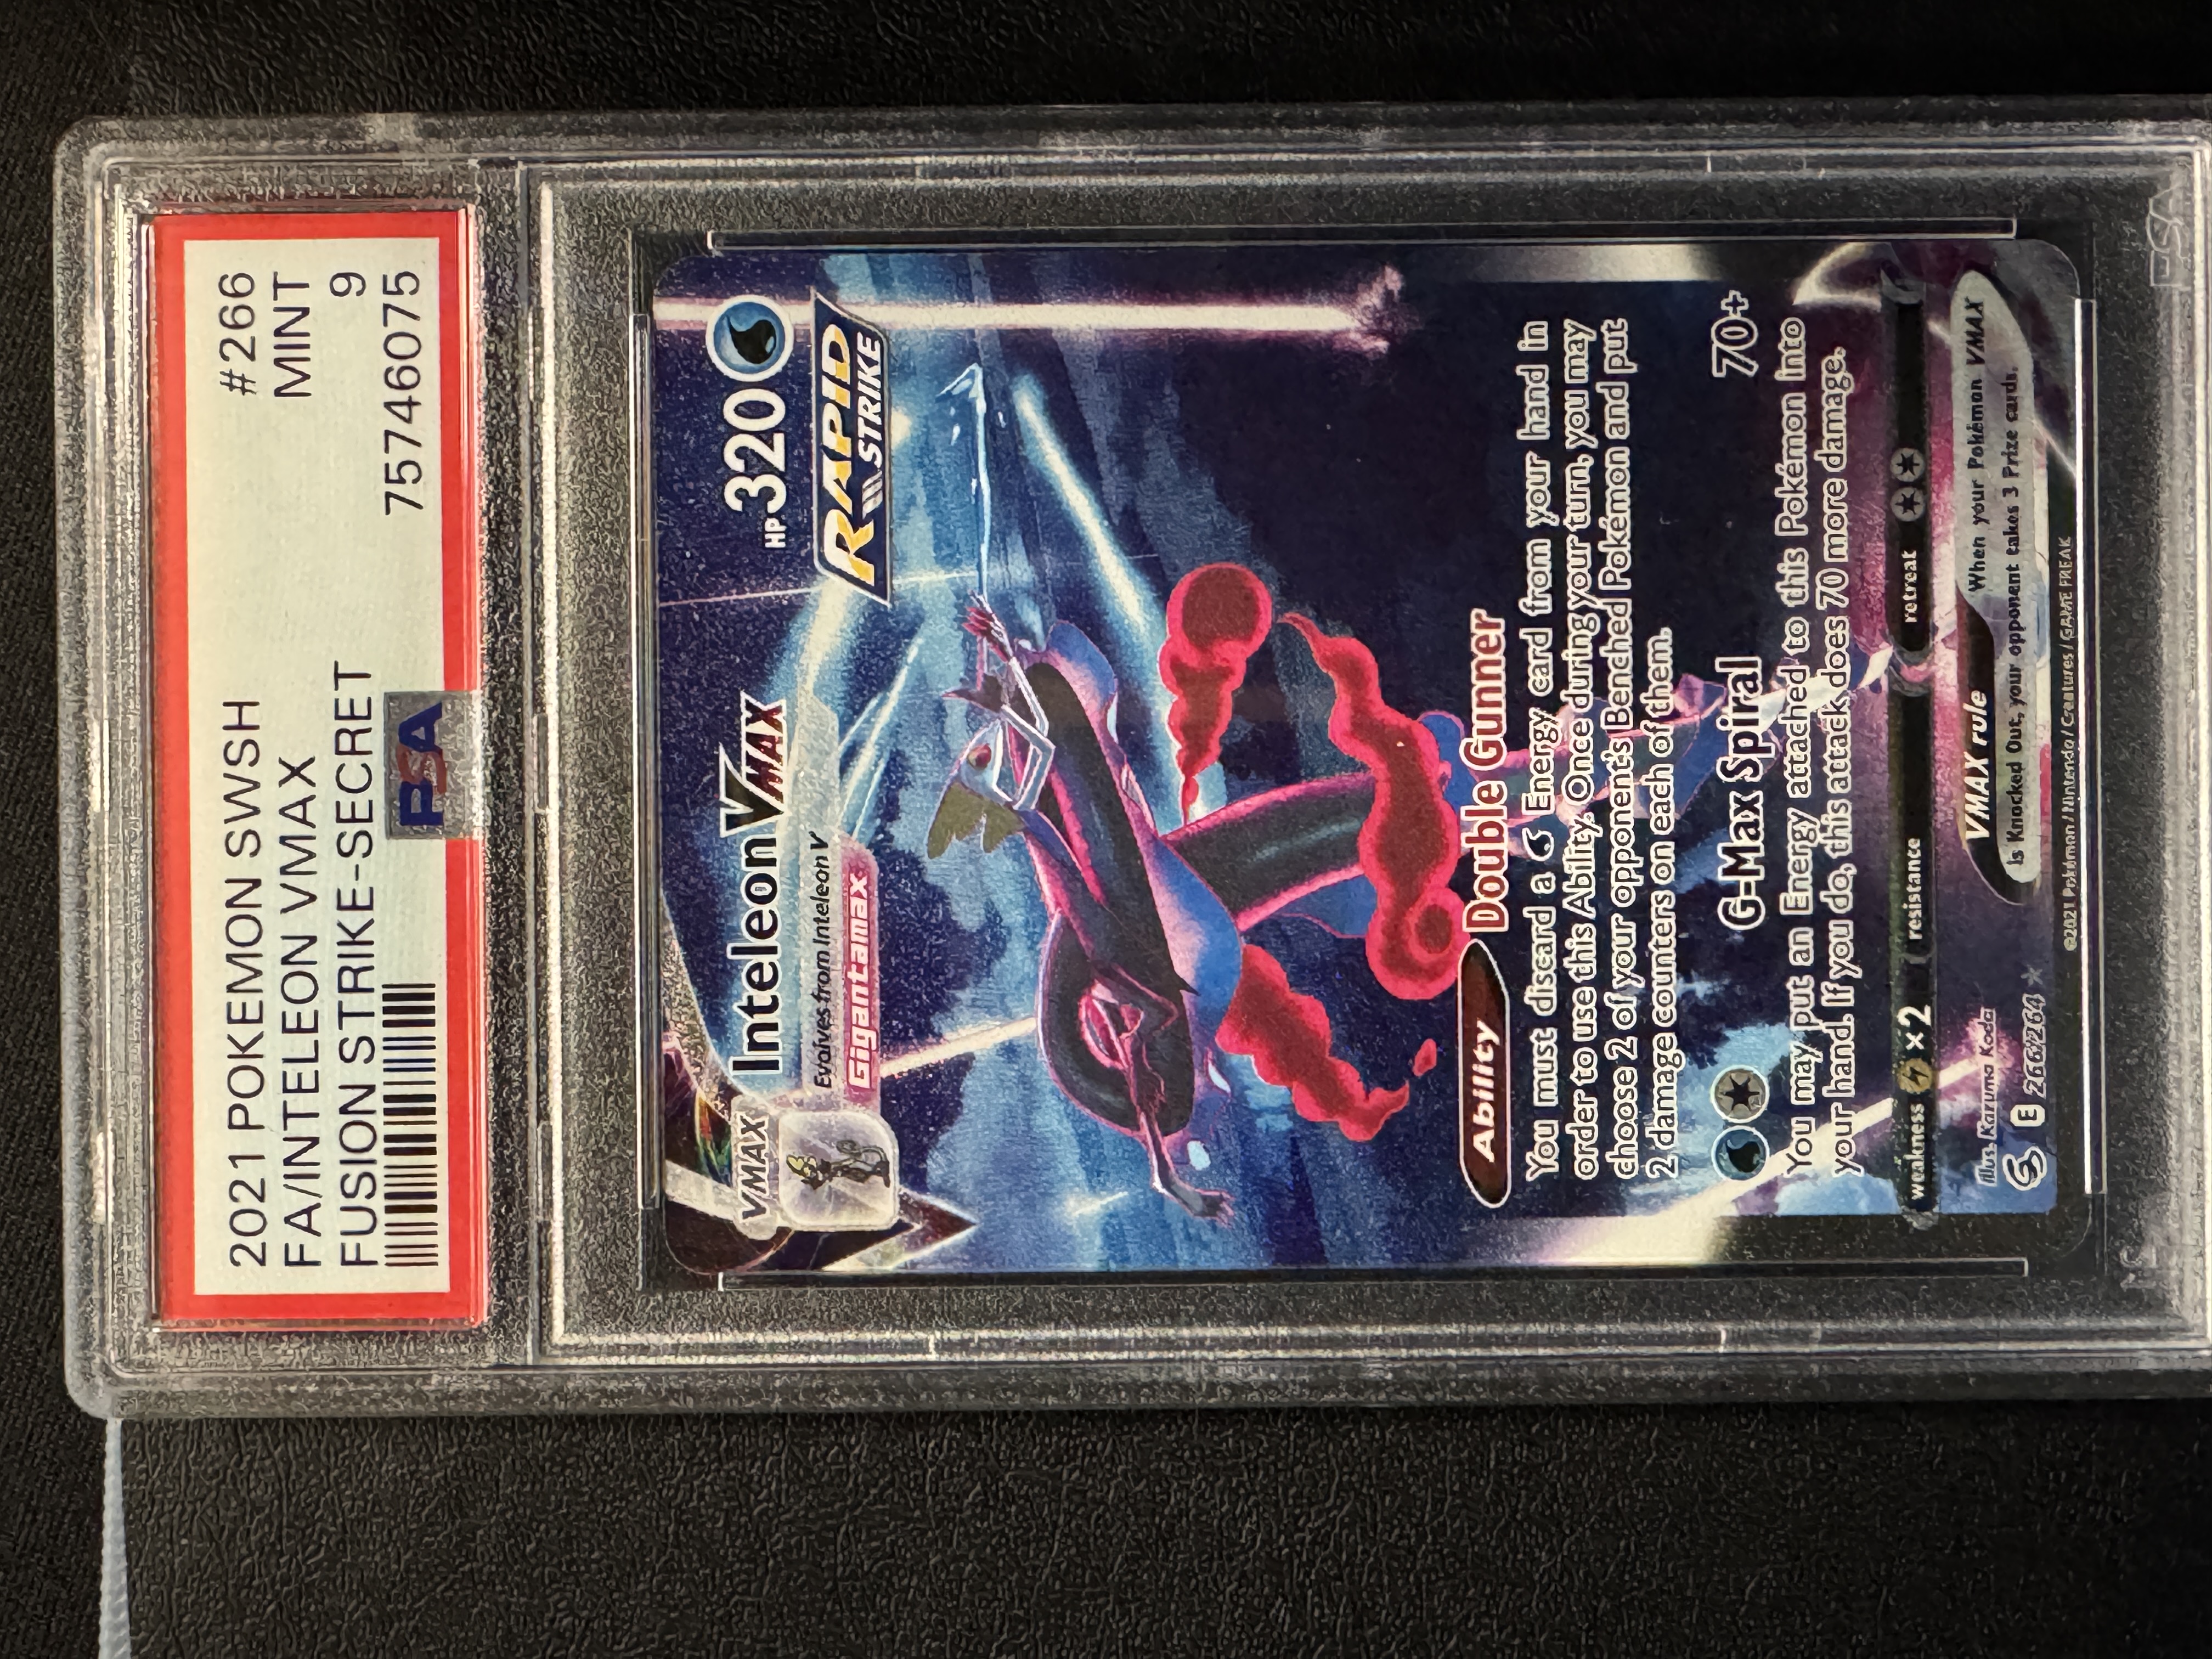 2021 POKEMON SWSH #266
FA/INTELEON VMAX MINT
FUSION STRIKE-SECRET 9
PSA 75746075
VMAX InteleonVMAX HP320
Evolves from Inteleon V
Gigantamax
RAPID
STRIKE
Ability Double Gunner
You must discard a Energy card from your hand in
order to use this Ability. Once during your turn, you may
choose 2 of your opponent's Benched Pokémon and put
2 damage counters on each of them.
G-Max Spiral 70+
You may put an Energy attached to this Pokémon into
your hand. If you do, this attack does 70 more damage.
weakness ×2 resistance retreat
Illus. Kazuma Koda
VMAX rule When your Pokémon VMAX
is Knocked Out, your opponent takes 3 Prize cards.
E 266/264
©2021 Pokémon / Nintendo / Creatures / GAME FREAK
PSA